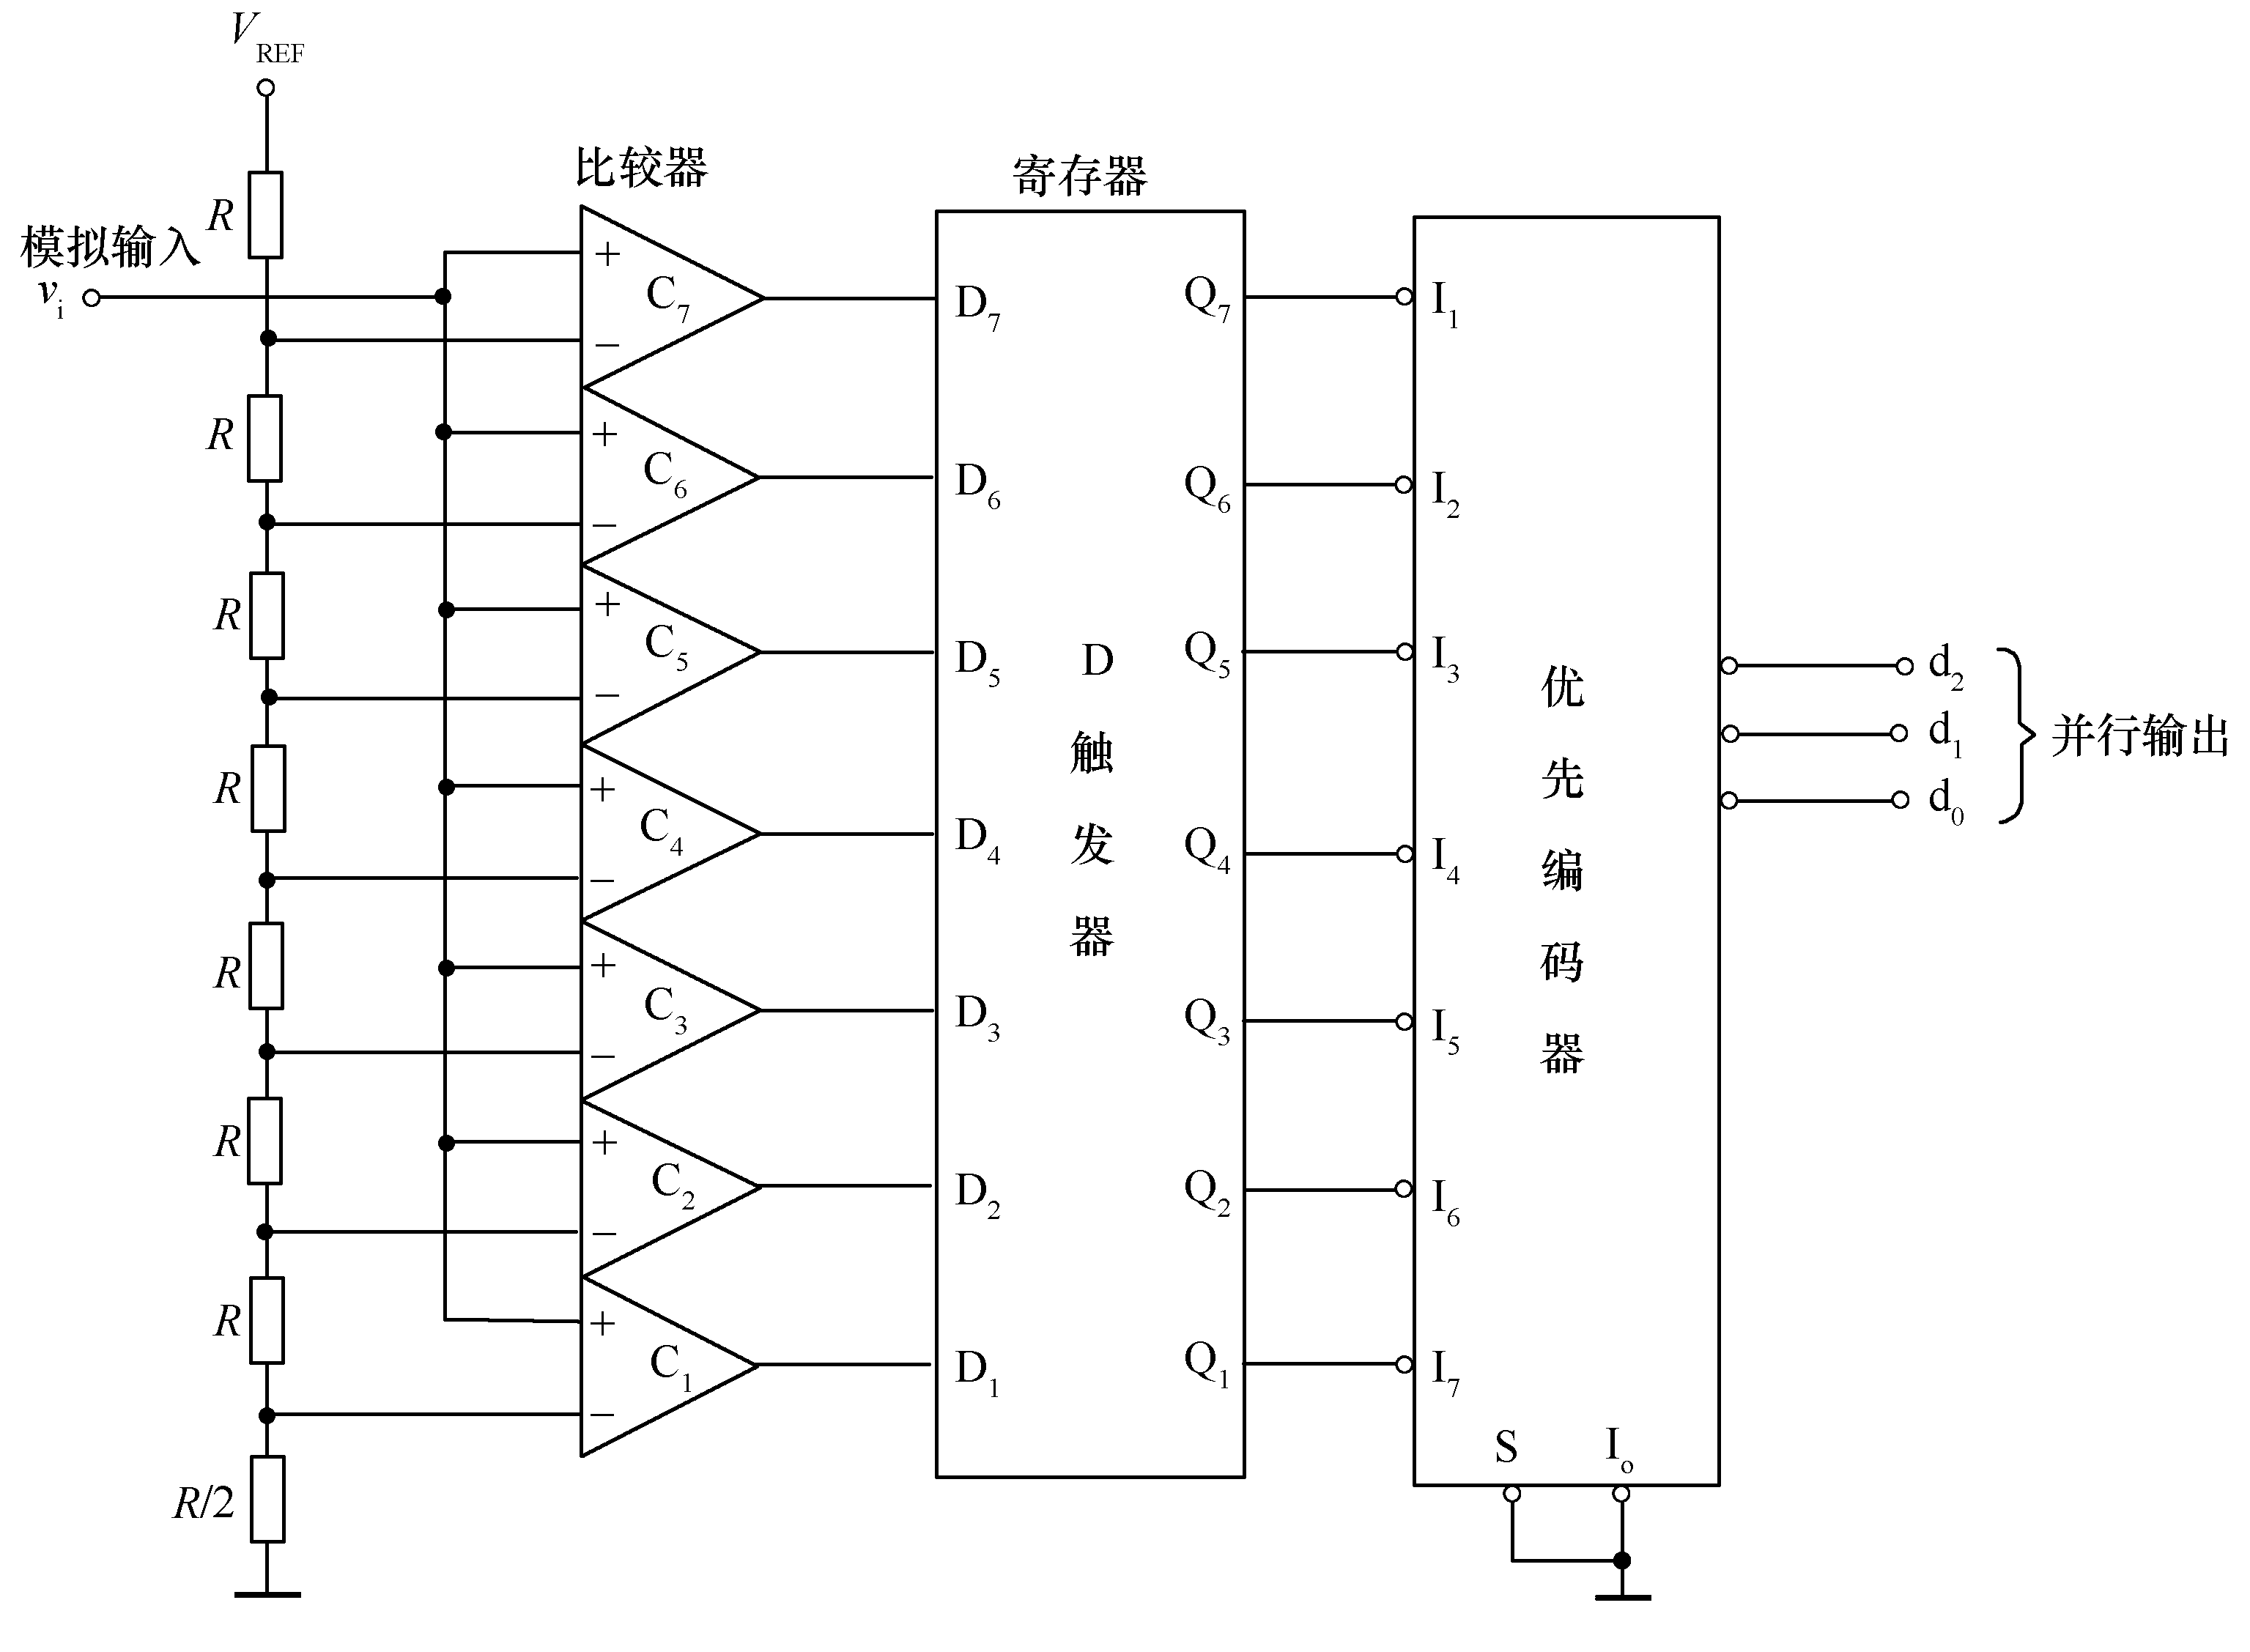 V_REF
比较器
寄存器
模拟输入
v_i
R
R
R
R
R
R
R
R/2
+ C_7 −
+ C_6 −
+ C_5 −
+ C_4 −
+ C_3 −
+ C_2 −
+ C_1 −
D_7 Q_7 I_1
D_6 Q_6 I_2
D_5 Q_5 I_3
D_4 Q_4 I_4
D_3 Q_3 I_5
D_2 Q_2 I_6
D_1 Q_1 I_7
D触发器
优先编码器
S I_o
d_2
d_1
d_0
并行输出